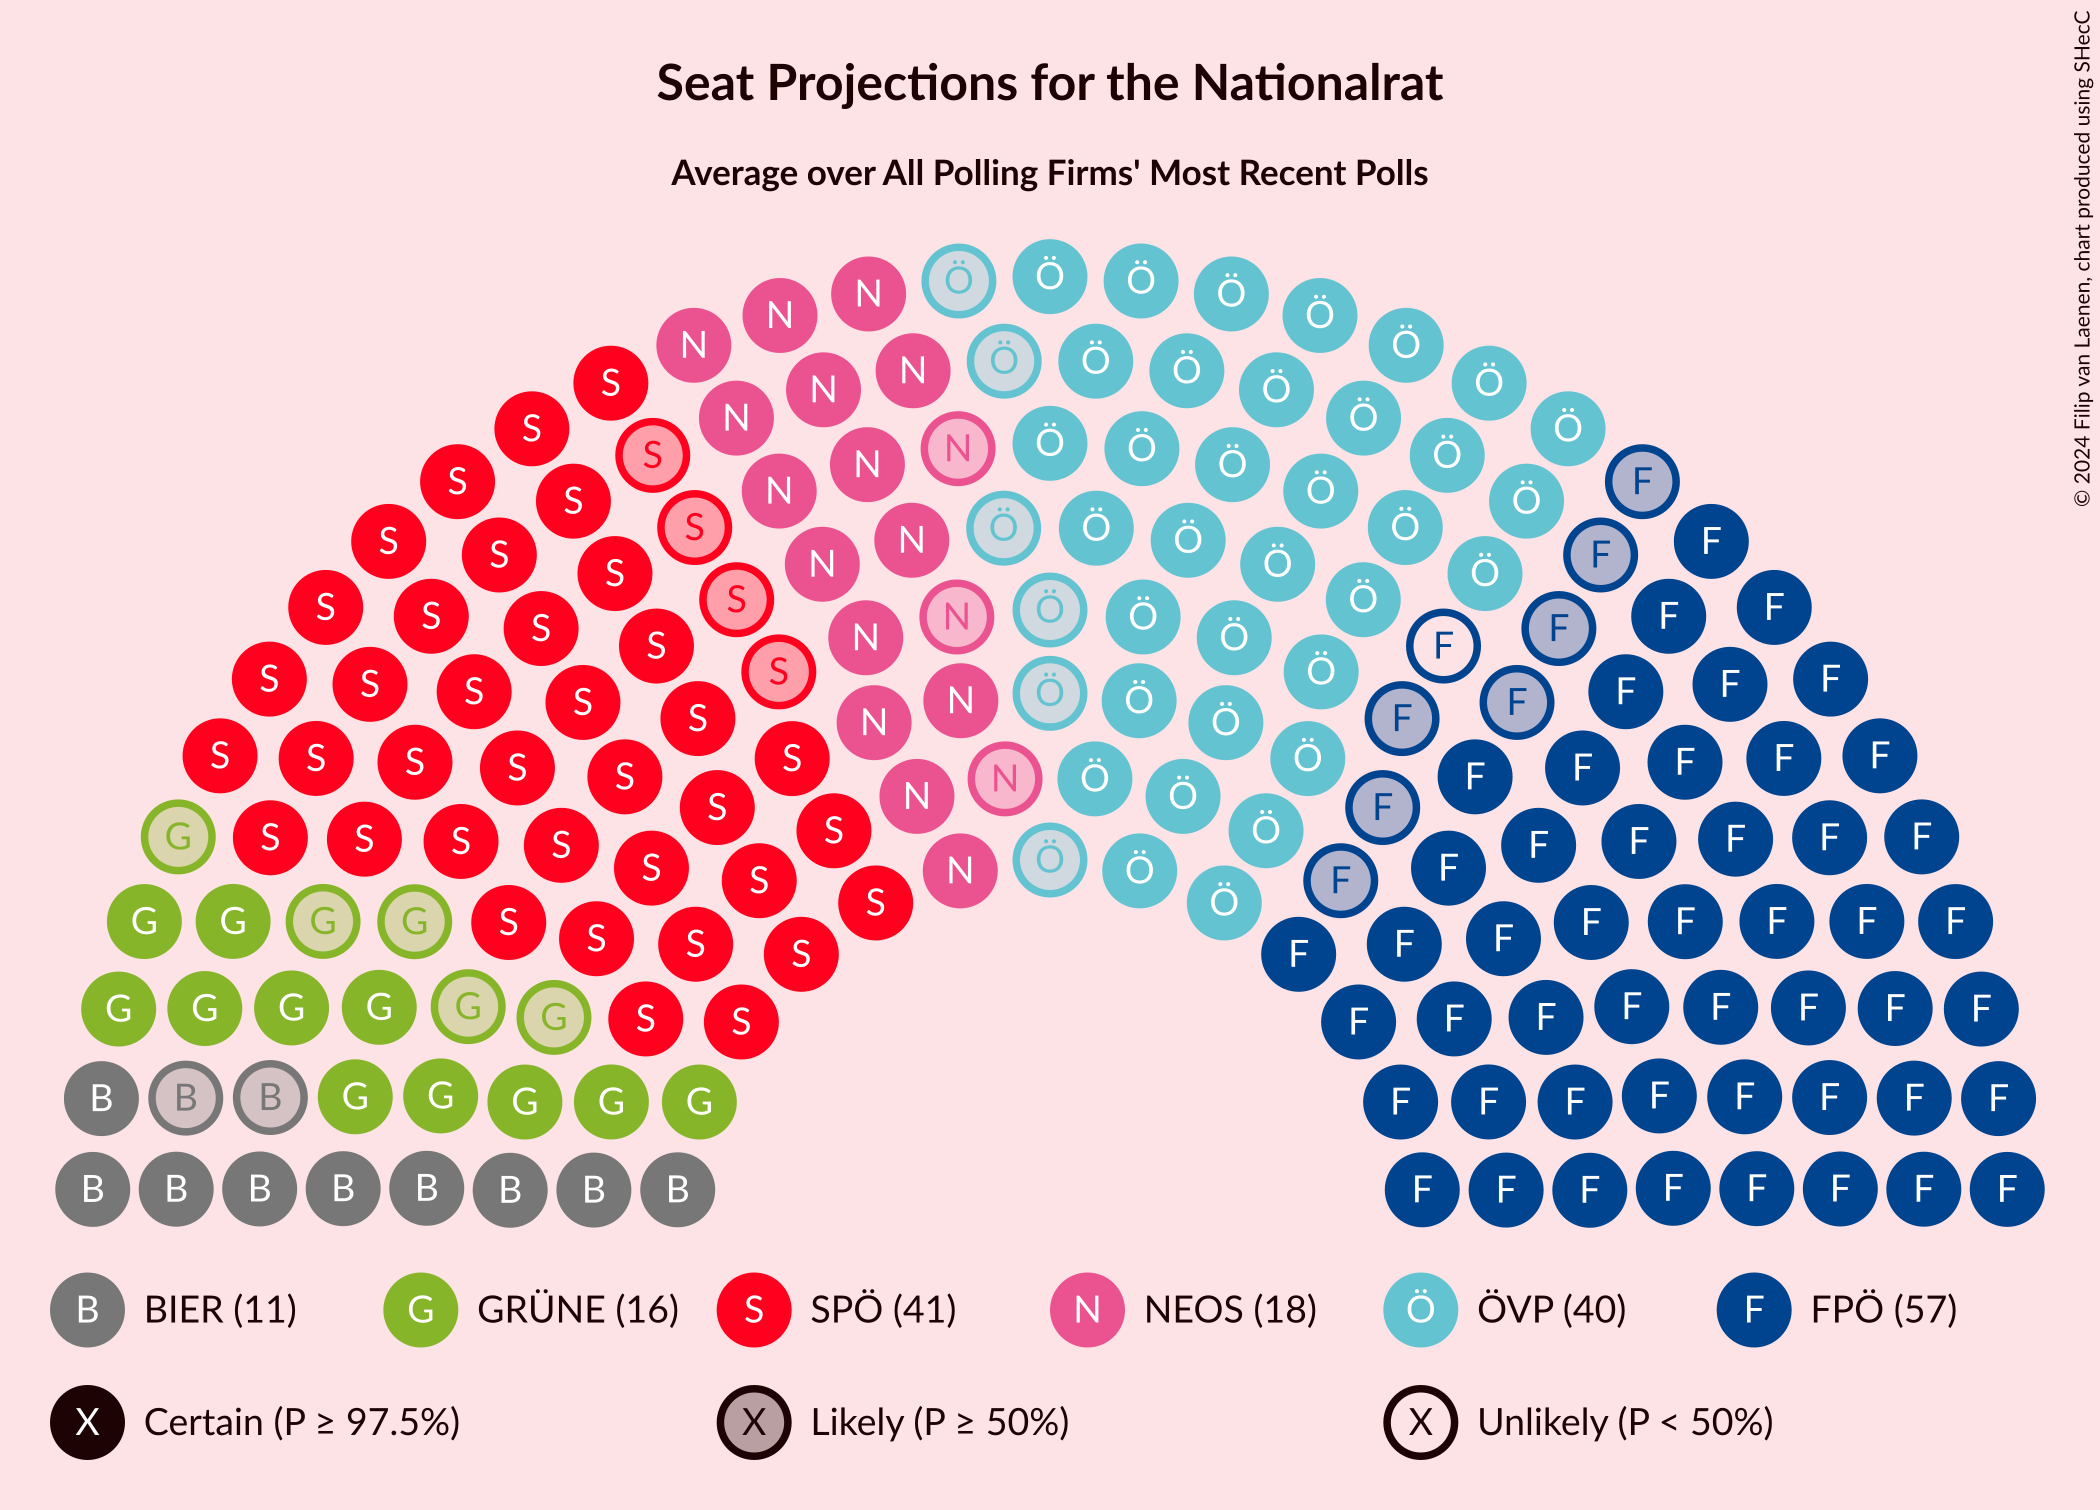 Seat Projections for the Nationalrat
Average over All Polling Firms' Most Recent Polls
© 2024 Filip van Laenen, chart produced using SHecC
Ö Ö Ö Ö Ö Ö Ö Ö
N N N
S S S S S S S
F F F F F F
B BIER (11)
G GRÜNE (16)
S SPÖ (41)
N NEOS (18)
Ö ÖVP (40)
F FPÖ (57)
X Certain (P ≥ 97.5%)
X Likely (P ≥ 50%)
X Unlikely (P < 50%)